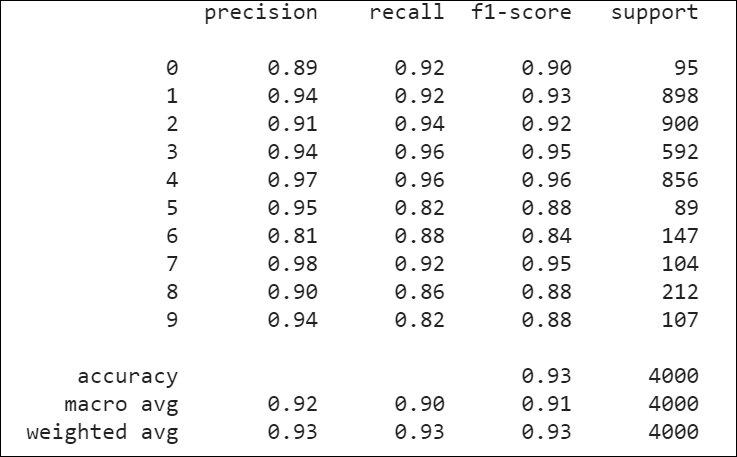 precision recall f1-score support
0 0.89 0.92 0.90 95
1 0.94 0.92 0.93 898
2 0.91 0.94 0.92 900
3 0.94 0.96 0.95 592
4 0.97 0.96 0.96 856
5 0.95 0.82 0.88 89
6 0.81 0.88 0.84 147
7 0.98 0.92 0.95 104
8 0.90 0.86 0.88 212
9 0.94 0.82 0.88 107
accuracy 0.93 4000
macro avg 0.92 0.90 0.91 4000
weighted avg 0.93 0.93 0.93 4000